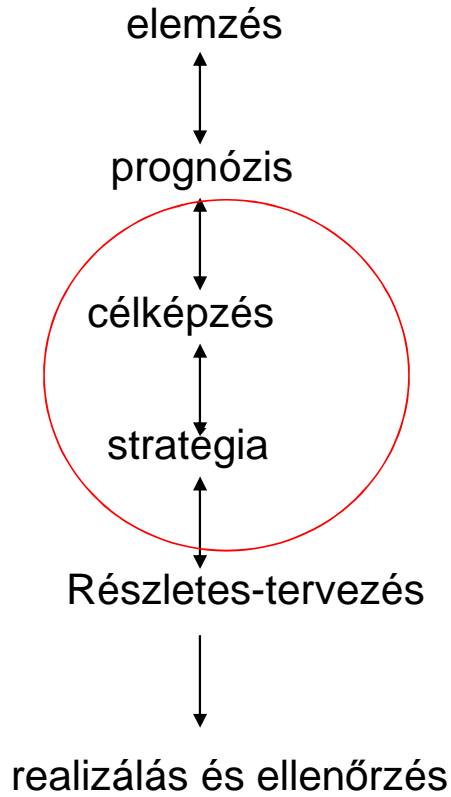 elemzés
prognózis
célképzés
stratégia
Részletes-tervezés
realizálás és ellenőrzés